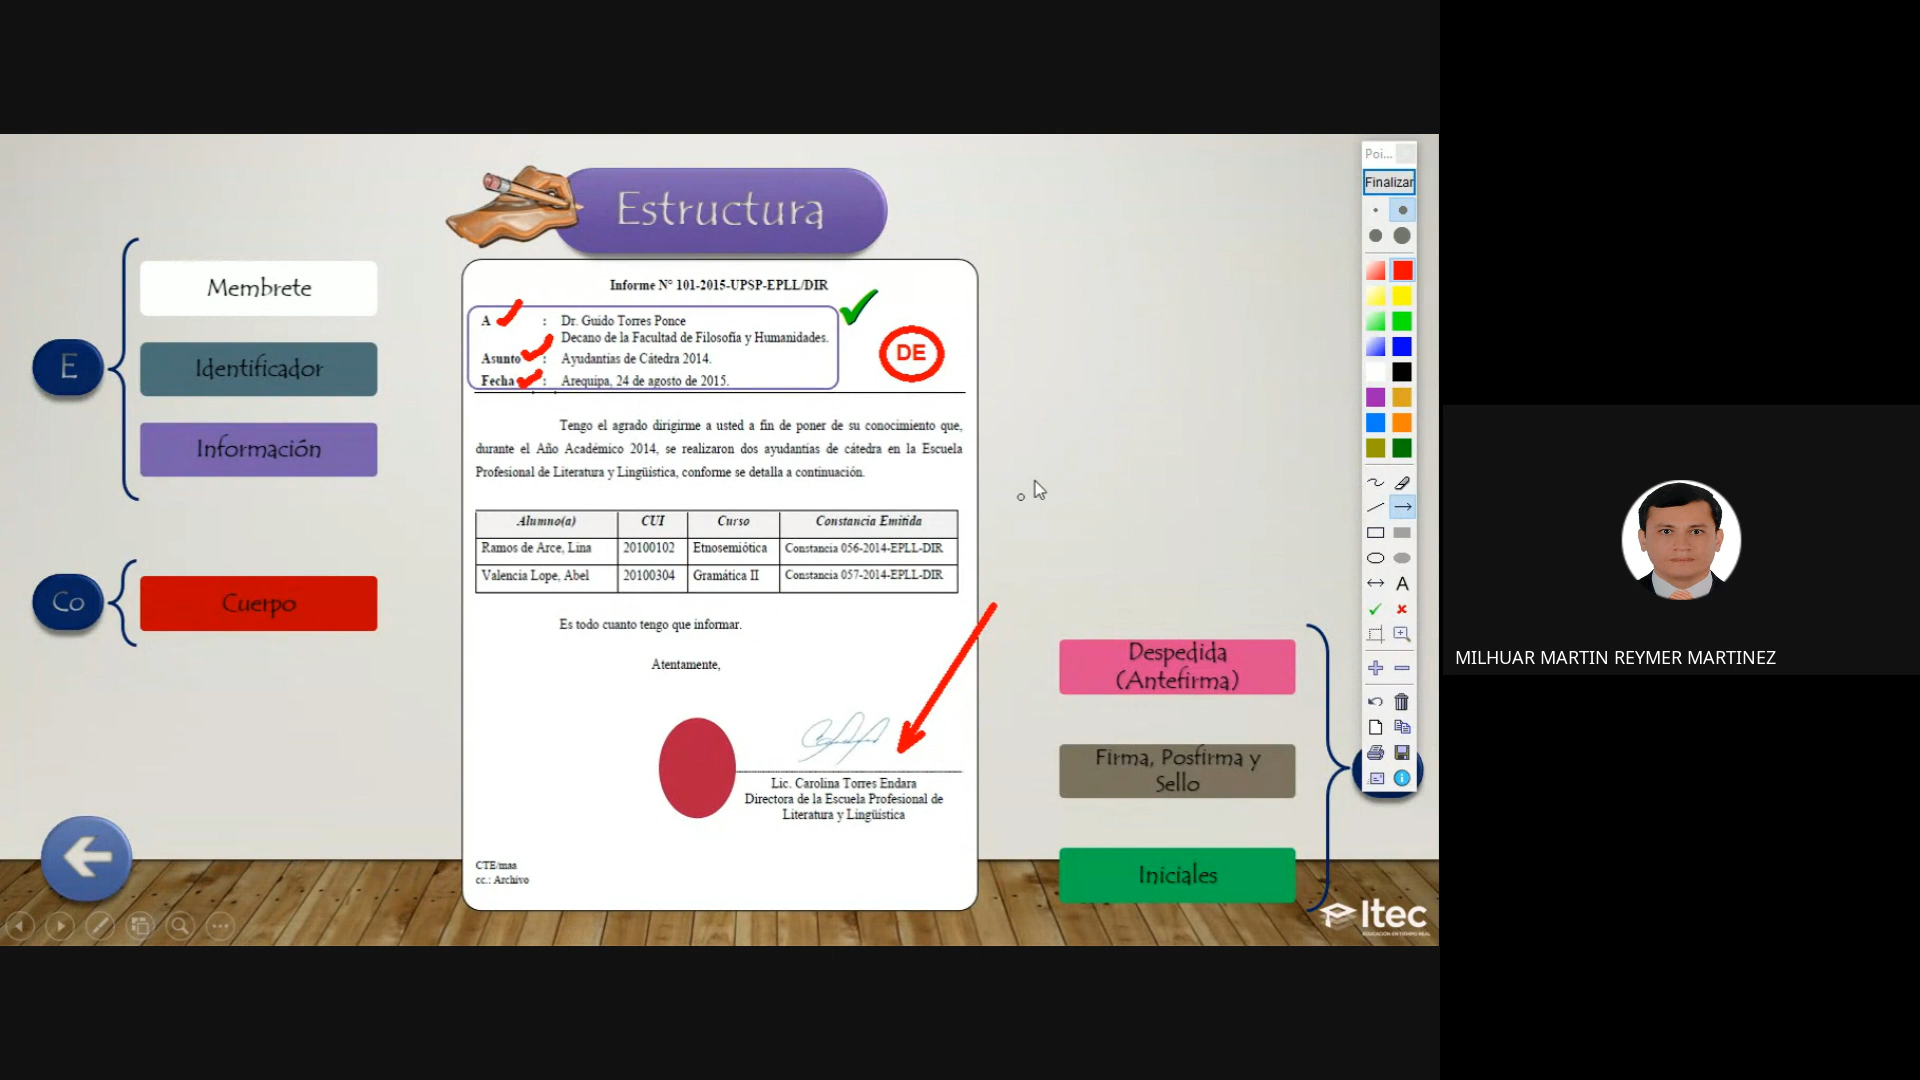 Estructura
Membrete
Identificador
Información
E
Cuerpo
Co
Informe N° 101-2015-UPSP-EPLL/DIR
A : Dr. Guido Torres Ponce
Decano de la Facultad de Filosofía y Humanidades.
Asunto : Ayudantías de Cátedra 2014.
Fecha : Arequipa, 24 de agosto de 2015.
DE
Tengo el agrado dirigirme a usted a fin de poner de su conocimiento que,
durante el Año Académico 2014, se realizaron dos ayudantías de cátedra en la Escuela
Profesional de Literatura y Lingüística, conforme se detalla a continuación.
Alumno(a) CUI Curso Constancia Emitida
Ramos de Arce, Lina 20100102 Etnosemiótica Constancia 056-2014-EPLL-DIR
Valencia Lope, Abel 20100304 Gramática II Constancia 057-2014-EPLL-DIR
Es todo cuanto tengo que informar.
Atentamente,
Lic. Carolina Torres Endara
Directora de la Escuela Profesional de
Literatura y Lingüística
CTE/maa
cc.: Archivo
Despedida
(Antefirma)
Firma, Posfirma y
Sello
Iniciales
Itec
EDUCACIÓN EN TIEMPO REAL
Poi...
Finalizar
A
MILHUAR MARTIN REYMER MARTINEZ